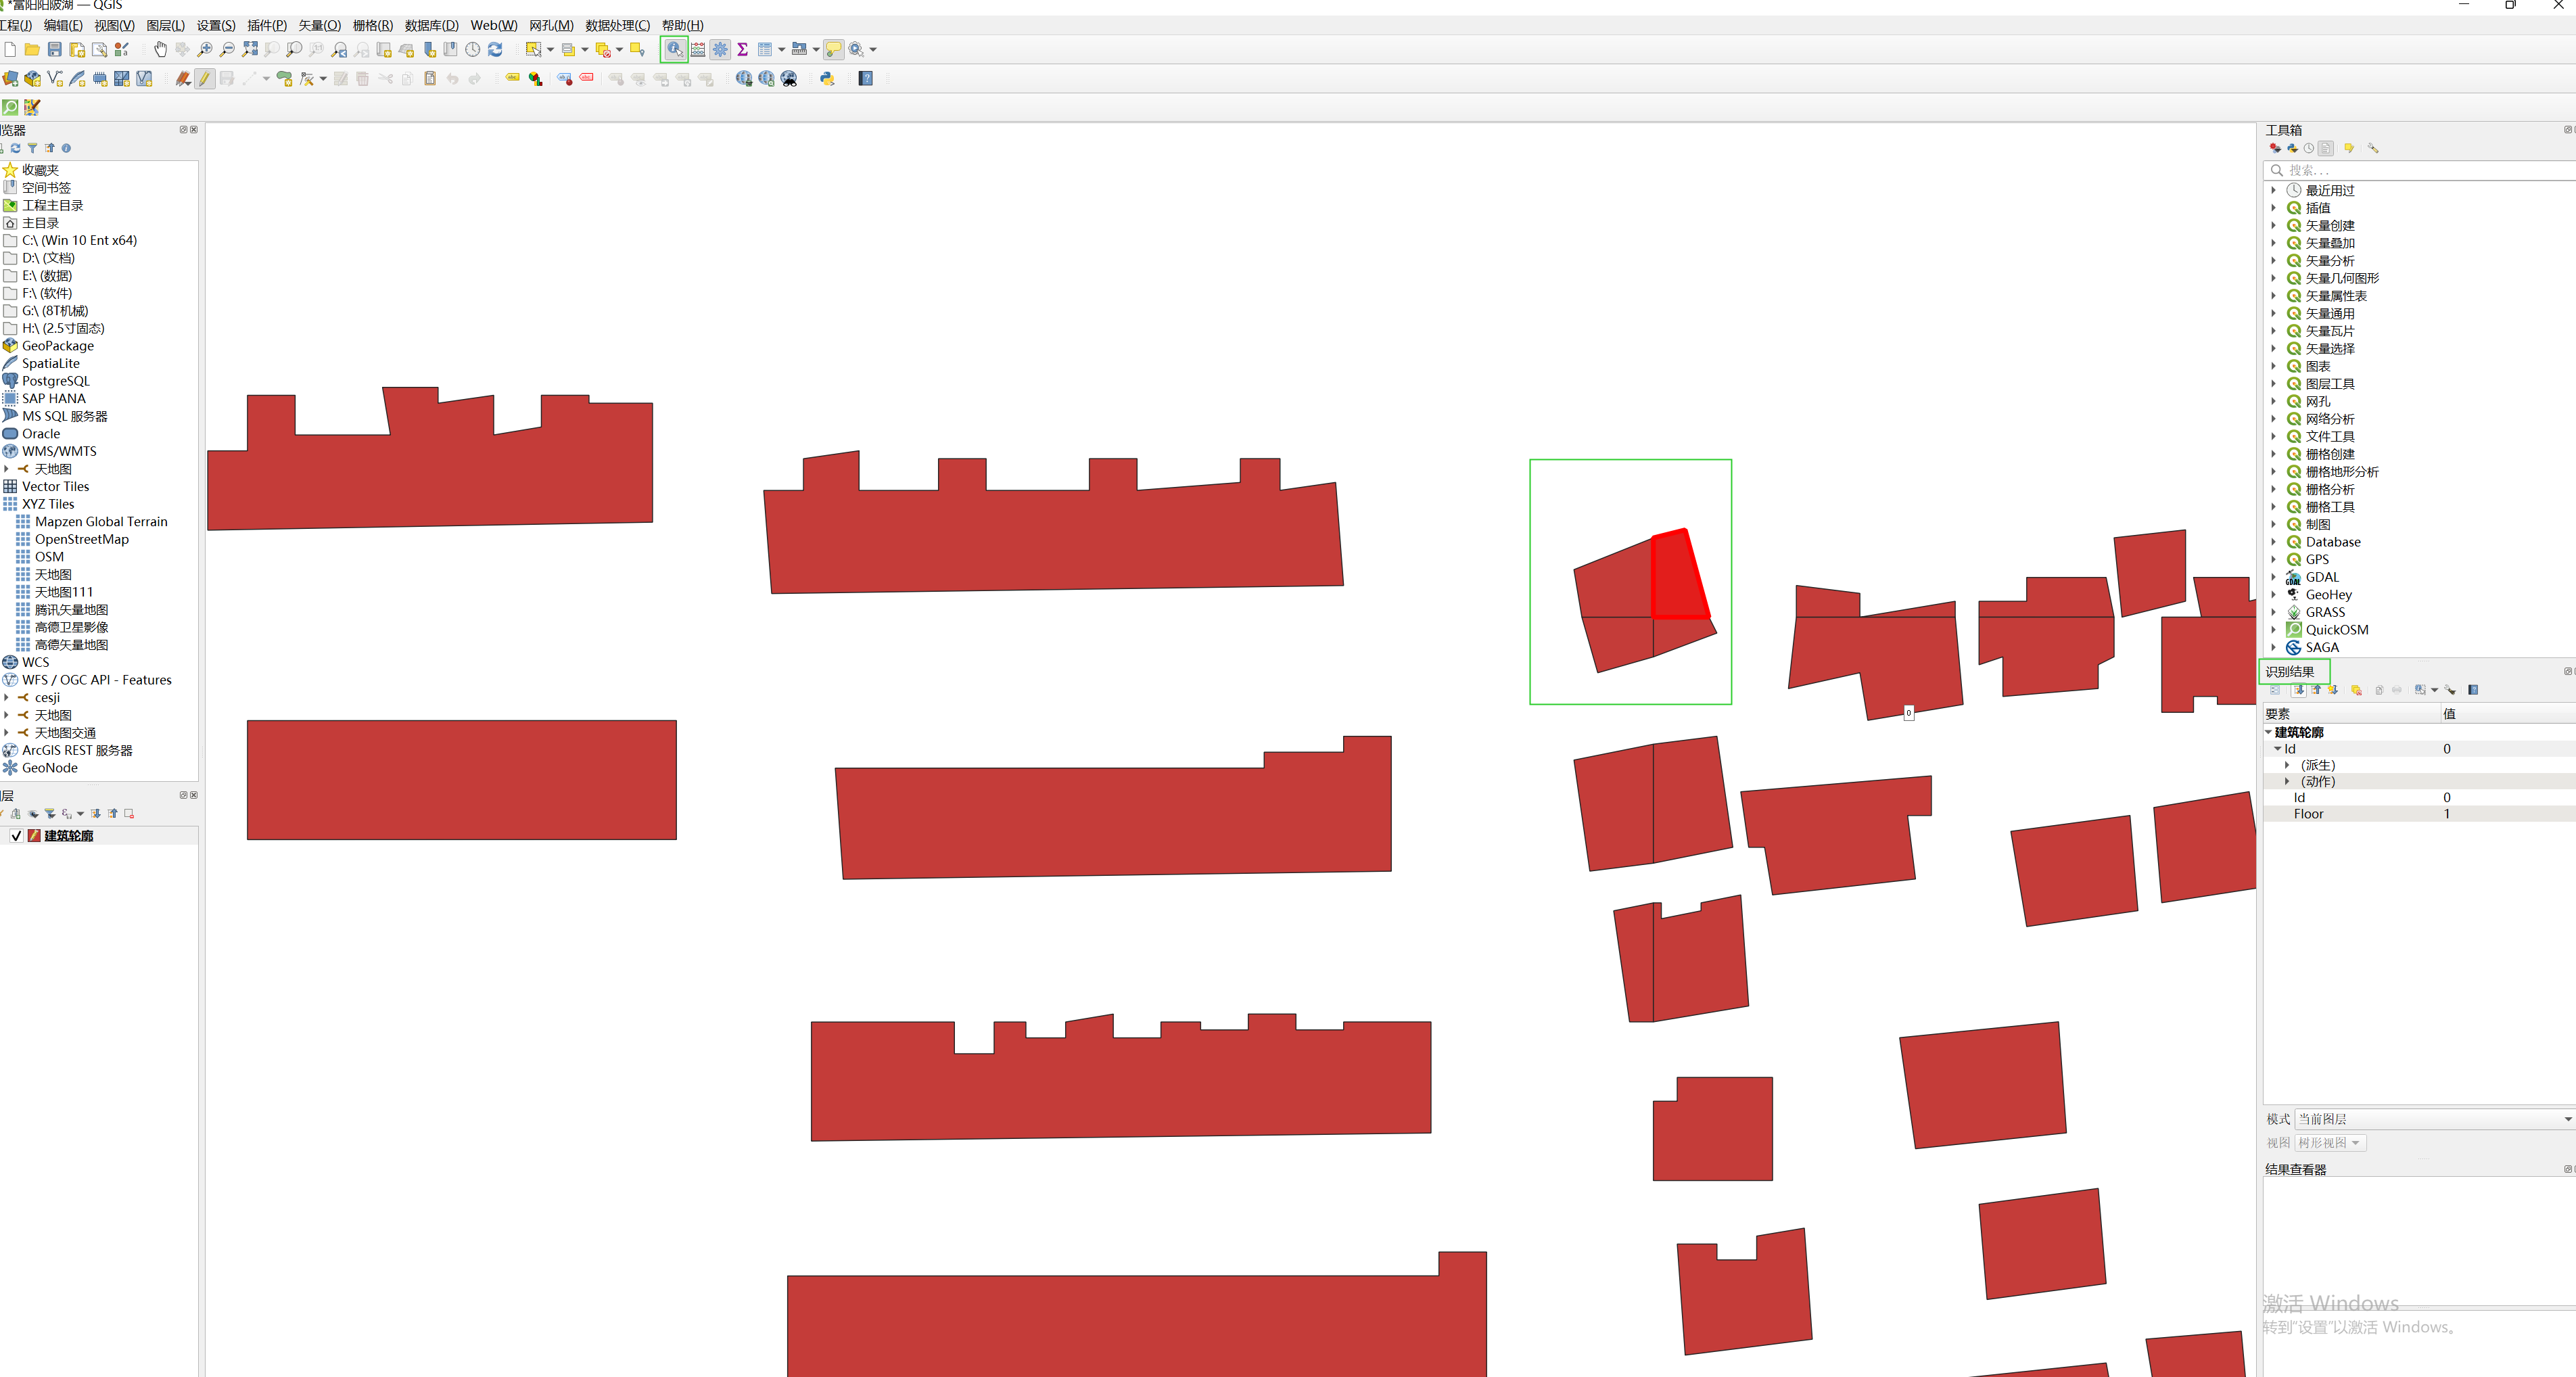 *富阳阳陂湖 — QGIS
工程(J) 编辑(E) 视图(V) 图层(L) 设置(S) 插件(P) 矢量(O) 栅格(R) 数据库(D) Web(W) 网孔(M) 数据处理(C) 帮助(H)
浏览器
收藏夹
空间书签
工程主目录
主目录
C:\ (Win 10 Ent x64)
D:\ (文档)
E:\ (数据)
F:\ (软件)
G:\ (8T机械)
H:\ (2.5寸固态)
GeoPackage
SpatiaLite
PostgreSQL
SAP HANA
MS SQL 服务器
Oracle
WMS/WMTS
天地图
Vector Tiles
XYZ Tiles
Mapzen Global Terrain
OpenStreetMap
OSM
天地图
天地图111
腾讯矢量地图
高德卫星影像
高德矢量地图
WCS
WFS / OGC API - Features
cesji
天地图
天地图交通
ArcGIS REST 服务器
GeoNode
图层
建筑轮廓
0
工具箱
搜索...
最近用过
插值
矢量创建
矢量叠加
矢量分析
矢量几何图形
矢量属性表
矢量通用
矢量瓦片
矢量选择
图表
图层工具
网孔
网络分析
文件工具
栅格创建
栅格地形分析
栅格分析
栅格工具
制图
Database
GPS
GDAL
GeoHey
GRASS
QuickOSM
SAGA
识别结果
要素 值
建筑轮廓
Id 0
(派生)
(动作)
Id 0
Floor 1
模式 当前图层
视图 树形视图
结果查看器
激活 Windows
转到"设置"以激活 Windows。